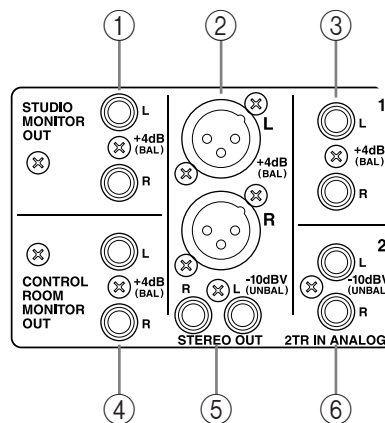 ① ② ③
STUDIO
MONITOR
OUT
L
+4dB
(BAL)
R
L
+4dB
(BAL)
R
1
L
+4dB
(BAL)
R
CONTROL
ROOM
MONITOR
OUT
L
+4dB
(BAL)
R
R L -10dBV
(UNBAL)
STEREO OUT
2
L
-10dBV
(UNBAL)
R
2TR IN ANALOG
④ ⑤ ⑥